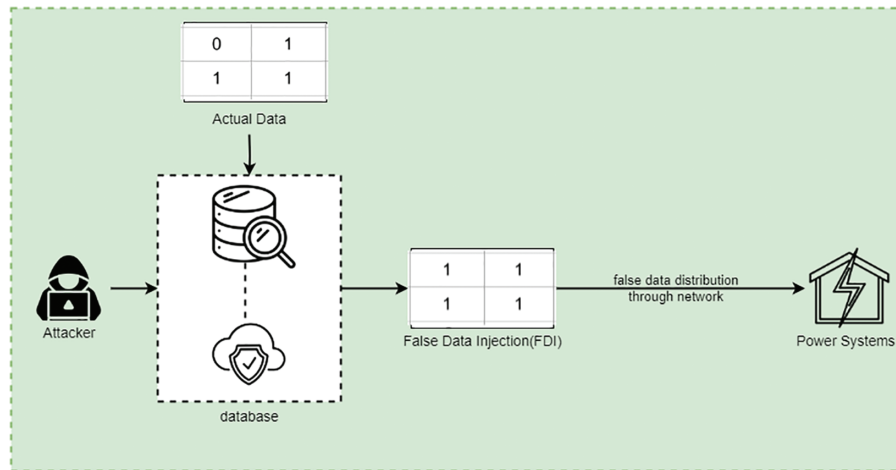 0 1
1 1
Actual Data
Attacker
database
1 1
1 1
False Data Injection(FDI)
false data distribution
through network
Power Systems